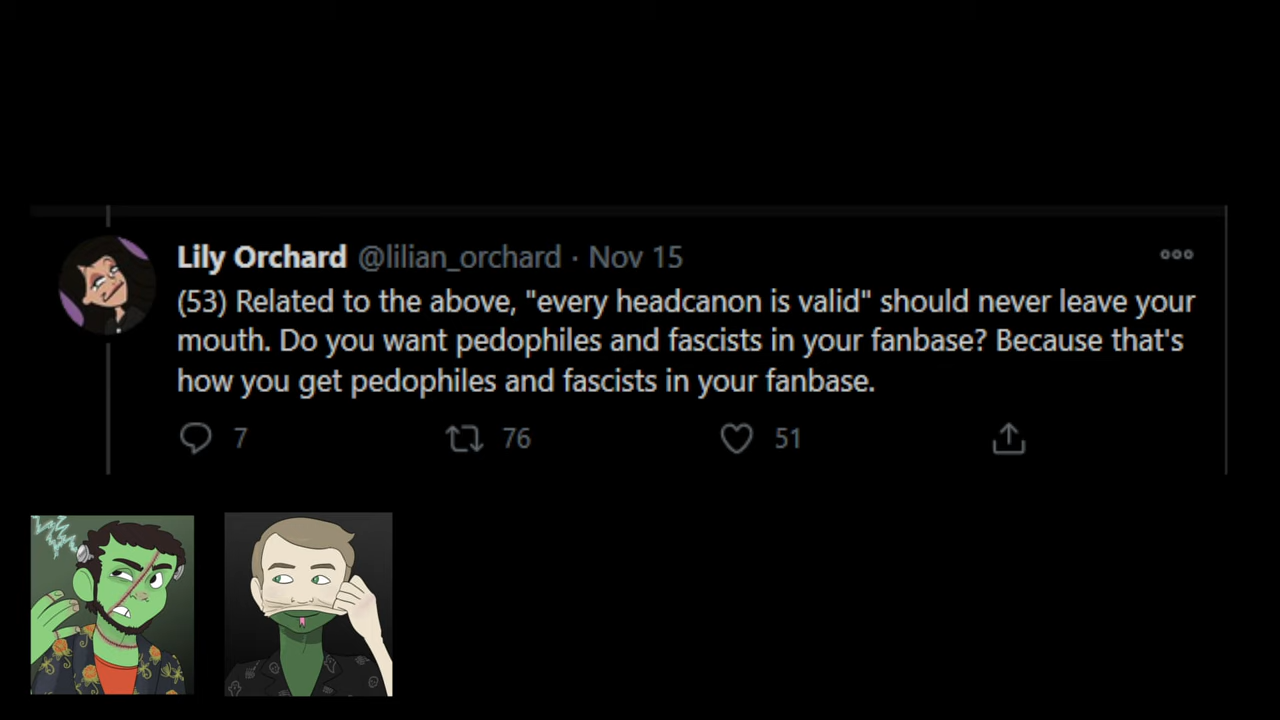 Lily Orchard @lilian_orchard · Nov 15
(53) Related to the above, "every headcanon is valid" should never leave your
mouth. Do you want pedophiles and fascists in your fanbase? Because that's
how you get pedophiles and fascists in your fanbase.
7 76 51